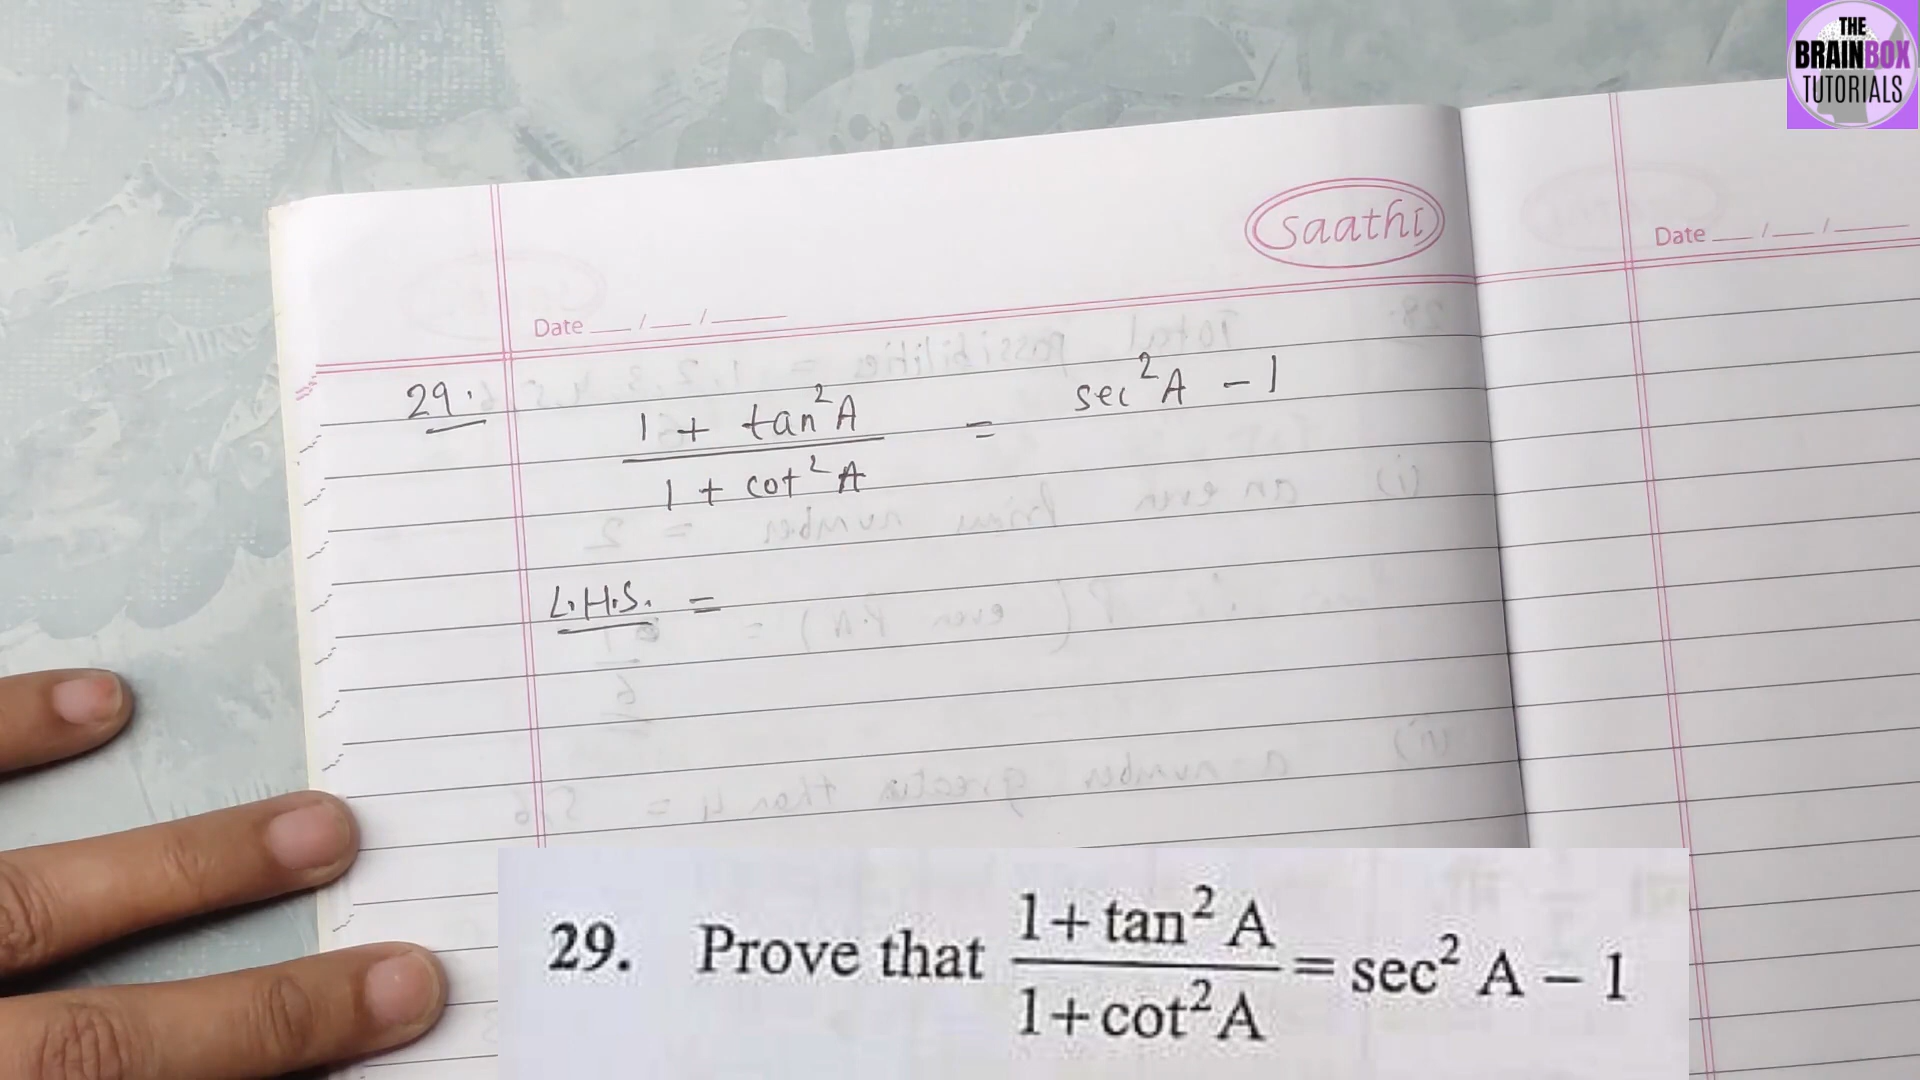 THE
BRAINBOX
TUTORIALS
saathi
Date __ / __ / ____
Date __ / __ / ____
29. 1 + tan²A / 1 + cot²A = sec²A - 1
L.H.S. =
29. Prove that 1 + tan² A / 1 + cot² A = sec² A – 1